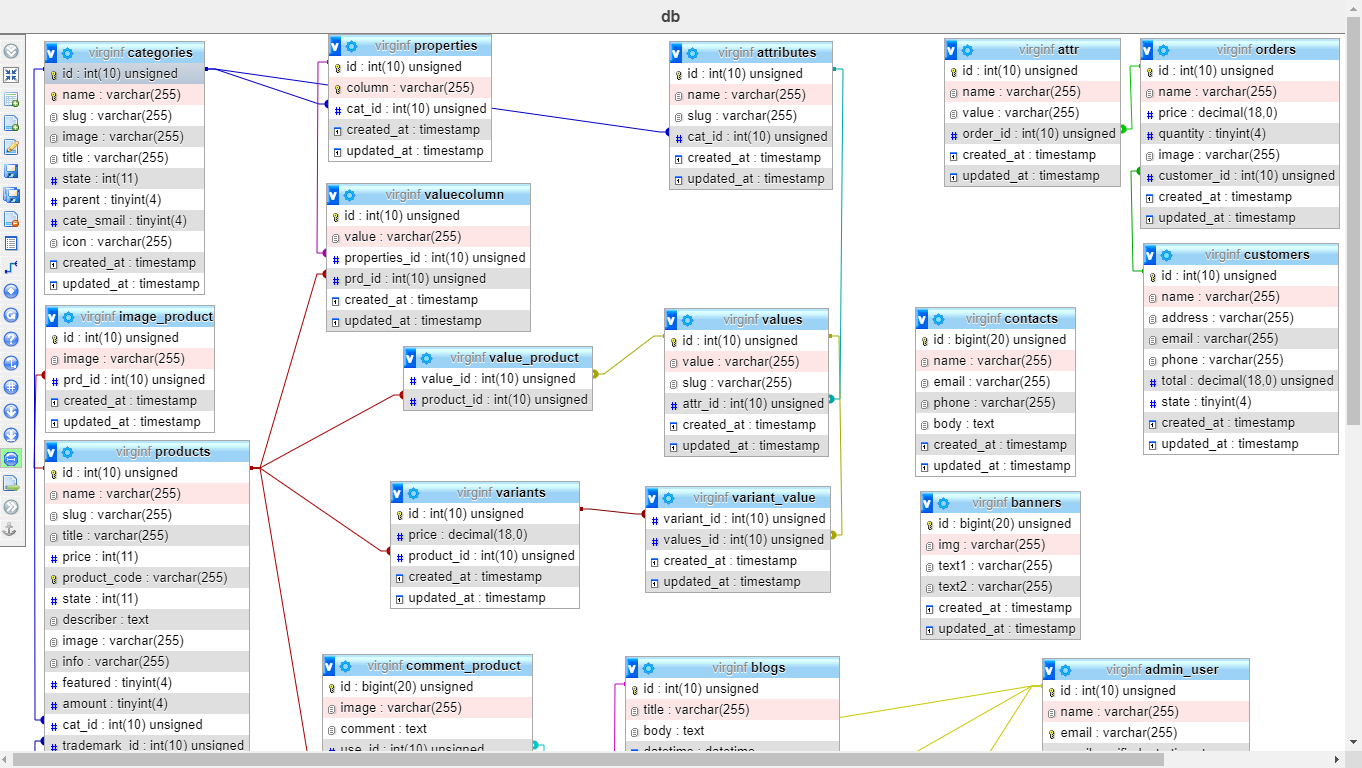 db
virginf categories
id : int(10) unsigned
name : varchar(255)
slug : varchar(255)
image : varchar(255)
title : varchar(255)
state : int(11)
parent : tinyint(4)
cate_smail : tinyint(4)
icon : varchar(255)
created_at : timestamp
updated_at : timestamp
virginf image_product
id : int(10) unsigned
image : varchar(255)
prd_id : int(10) unsigned
created_at : timestamp
updated_at : timestamp
virginf products
id : int(10) unsigned
name : varchar(255)
slug : varchar(255)
title : varchar(255)
price : int(11)
product_code : varchar(255)
state : int(11)
describer : text
image : varchar(255)
info : varchar(255)
featured : tinyint(4)
amount : tinyint(4)
cat_id : int(10) unsigned
trademark_id : int(10) unsigned
virginf properties
id : int(10) unsigned
column : varchar(255)
cat_id : int(10) unsigned
created_at : timestamp
updated_at : timestamp
virginf valuecolumn
id : int(10) unsigned
value : varchar(255)
properties_id : int(10) unsigned
prd_id : int(10) unsigned
created_at : timestamp
updated_at : timestamp
virginf value_product
value_id : int(10) unsigned
product_id : int(10) unsigned
virginf variants
id : int(10) unsigned
price : decimal(18,0)
product_id : int(10) unsigned
created_at : timestamp
updated_at : timestamp
virginf comment_product
id : bigint(20) unsigned
image : varchar(255)
comment : text
use_id : int(10) unsigned
virginf attributes
id : int(10) unsigned
name : varchar(255)
slug : varchar(255)
cat_id : int(10) unsigned
created_at : timestamp
updated_at : timestamp
virginf values
id : int(10) unsigned
value : varchar(255)
slug : varchar(255)
attr_id : int(10) unsigned
created_at : timestamp
updated_at : timestamp
virginf variant_value
variant_id : int(10) unsigned
values_id : int(10) unsigned
created_at : timestamp
updated_at : timestamp
virginf blogs
id : int(10) unsigned
title : varchar(255)
body : text
datetime : datetime
virginf attr
id : int(10) unsigned
name : varchar(255)
value : varchar(255)
order_id : int(10) unsigned
created_at : timestamp
updated_at : timestamp
virginf contacts
id : bigint(20) unsigned
name : varchar(255)
email : varchar(255)
phone : varchar(255)
body : text
created_at : timestamp
updated_at : timestamp
virginf banners
id : bigint(20) unsigned
img : varchar(255)
text1 : varchar(255)
text2 : varchar(255)
created_at : timestamp
updated_at : timestamp
virginf orders
id : int(10) unsigned
name : varchar(255)
price : decimal(18,0)
quantity : tinyint(4)
image : varchar(255)
customer_id : int(10) unsigned
created_at : timestamp
updated_at : timestamp
virginf customers
id : int(10) unsigned
name : varchar(255)
address : varchar(255)
email : varchar(255)
phone : varchar(255)
total : decimal(18,0) unsigned
state : tinyint(4)
created_at : timestamp
updated_at : timestamp
virginf admin_user
id : int(10) unsigned
name : varchar(255)
email : varchar(255)